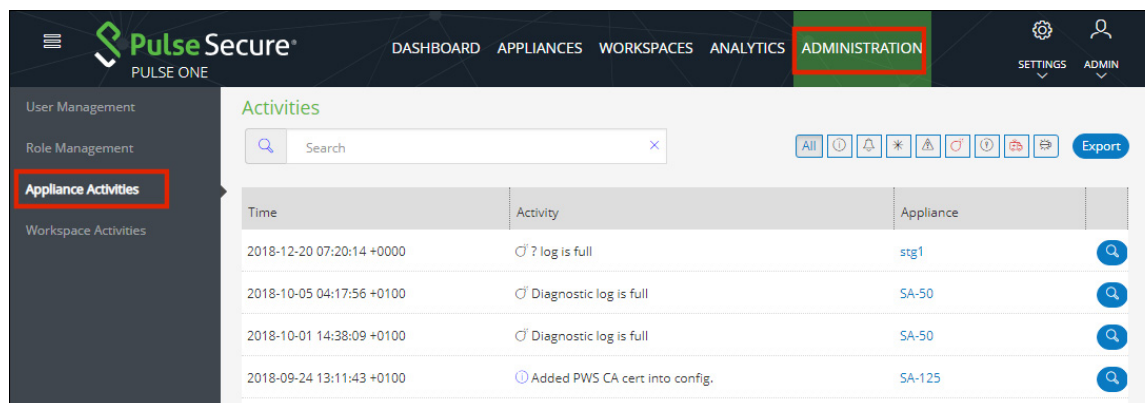 Pulse Secure®
PULSE ONE
DASHBOARD APPLIANCES WORKSPACES ANALYTICS ADMINISTRATION
SETTINGS ADMIN
User Management
Role Management
Appliance Activities
Workspace Activities
Activities
Search
All
Export
Time Activity Appliance
2018-12-20 07:20:14 +0000 ? log is full stg1
2018-10-05 04:17:56 +0100 Diagnostic log is full SA-50
2018-10-01 14:38:09 +0100 Diagnostic log is full SA-50
2018-09-24 13:11:43 +0100 Added PWS CA cert into config. SA-125